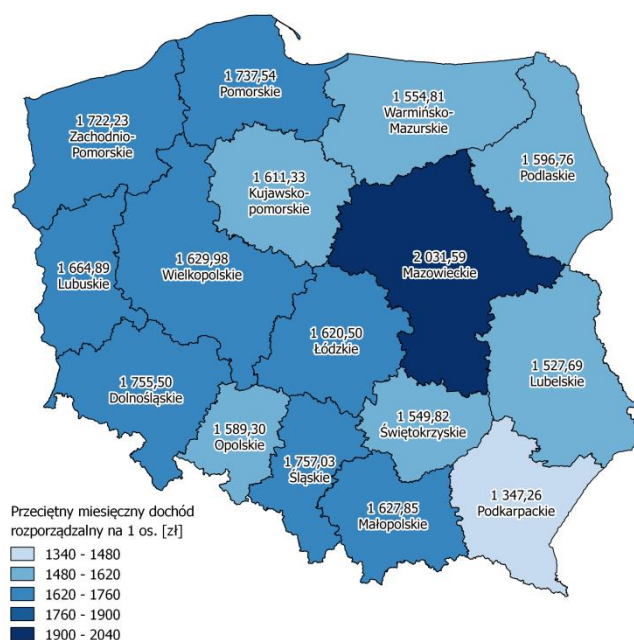 1 737,54
Pomorskie
1 722,23
Zachodnio-
Pomorskie
1 554,81
Warmińsko-
Mazurskie
1 596,76
Podlaskie
1 611,33
Kujawsko-
pomorskie
2 031,59
Mazowieckie
1 664,89
Lubuskie
1 629,98
Wielkopolskie
1 620,50
Łódzkie
1 527,69
Lubelskie
1 755,50
Dolnośląskie
1 589,30
Opolskie
1 757,03
Śląskie
1 549,82
Świętokrzyskie
1 627,85
Małopolskie
1 347,26
Podkarpackie
Przeciętny miesięczny dochód
rozporządzalny na 1 os. [zł]
1340 - 1480
1480 - 1620
1620 - 1760
1760 - 1900
1900 - 2040